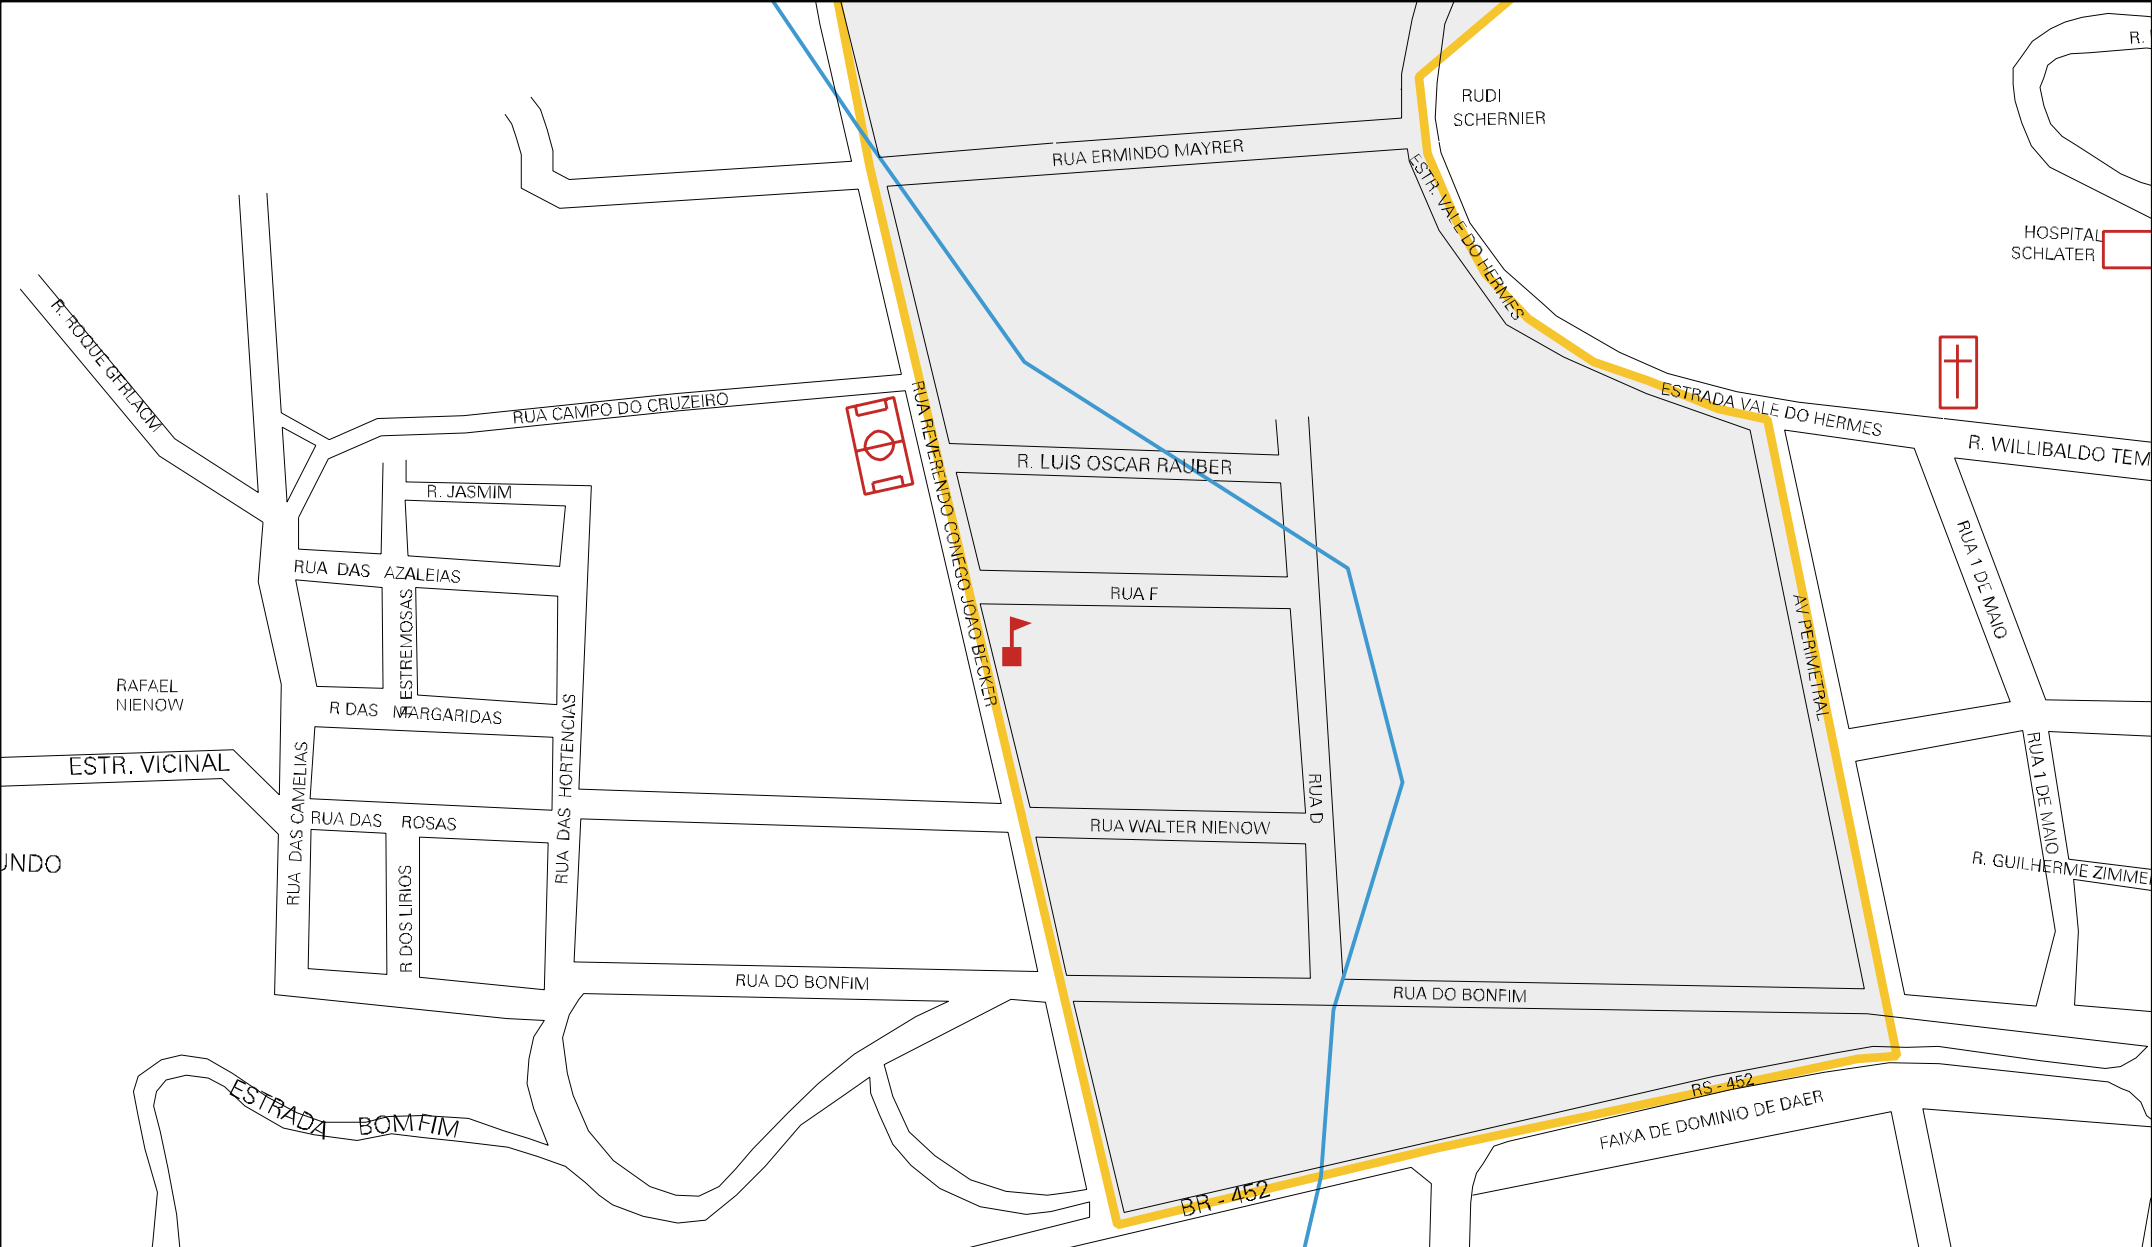 R.
RUDI
SCHERNIER
RUA ERMINDO MAYRER
ESTR. VALE DO HERMES
HOSPITAL
SCHLATER
R. ROQUE GFRLACM
RUA CAMPO DO CRUZEIRO
RUA REVERENDO CONEGO JOAO BECKER
ESTRADA VALE DO HERMES
R. WILLIBALDO TEM
R. LUIS OSCAR RAUBER
R. JASMIM
RUA 1 DE MAIO
RUA DAS AZALEIAS
RUA F
ESTREMOSAS
AV PERIMETRAL
RAFAEL
NIENOW
R DAS MARGARIDAS
RUA DAS HORTENCIAS
ESTR. VICINAL
RUA DAS CAMELIAS
RUA D
RUA 1 DE MAIO
RUA DAS ROSAS
RUA WALTER NIENOW
UNDO
R. GUILHERME ZIMME
R DOS LIRIOS
RUA DO BONFIM
RUA DO BONFIM
ESTRADA BOM FIM
RS - 452
FAIXA DE DOMINIO DE DAER
BR - 452